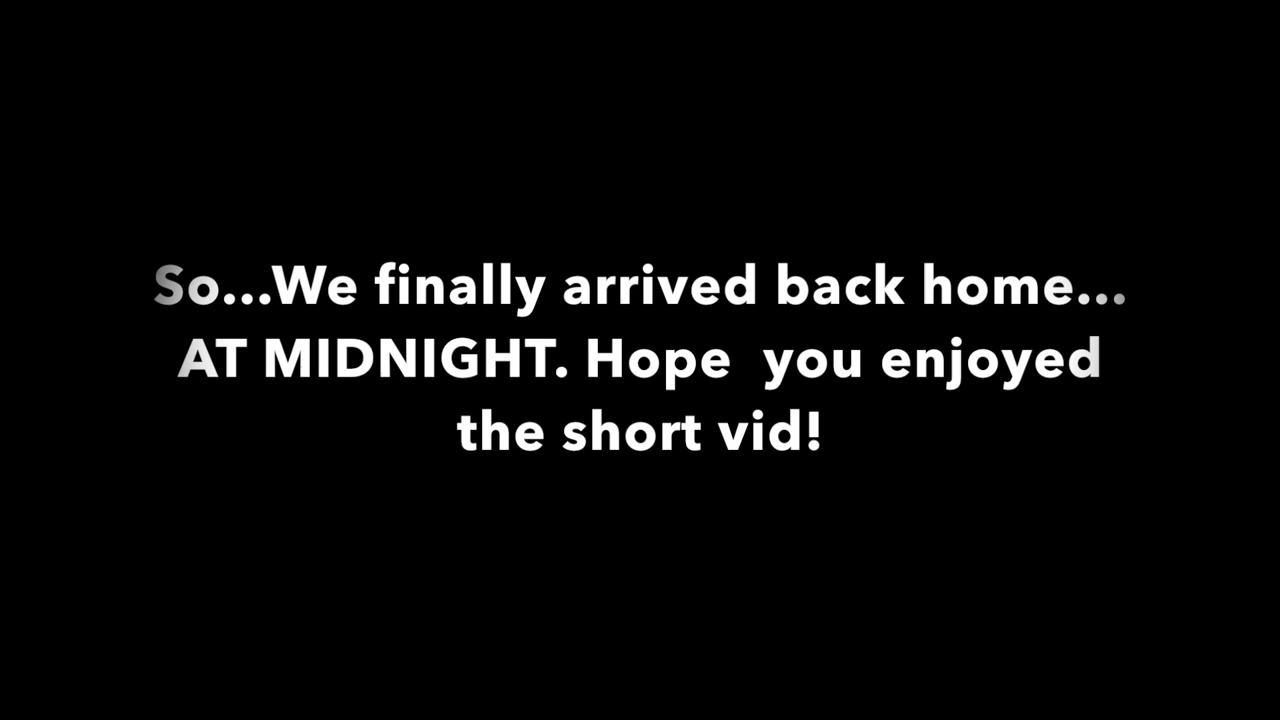 So...We finally arrived back home...
AT MIDNIGHT. Hope  you enjoyed
the short vid!